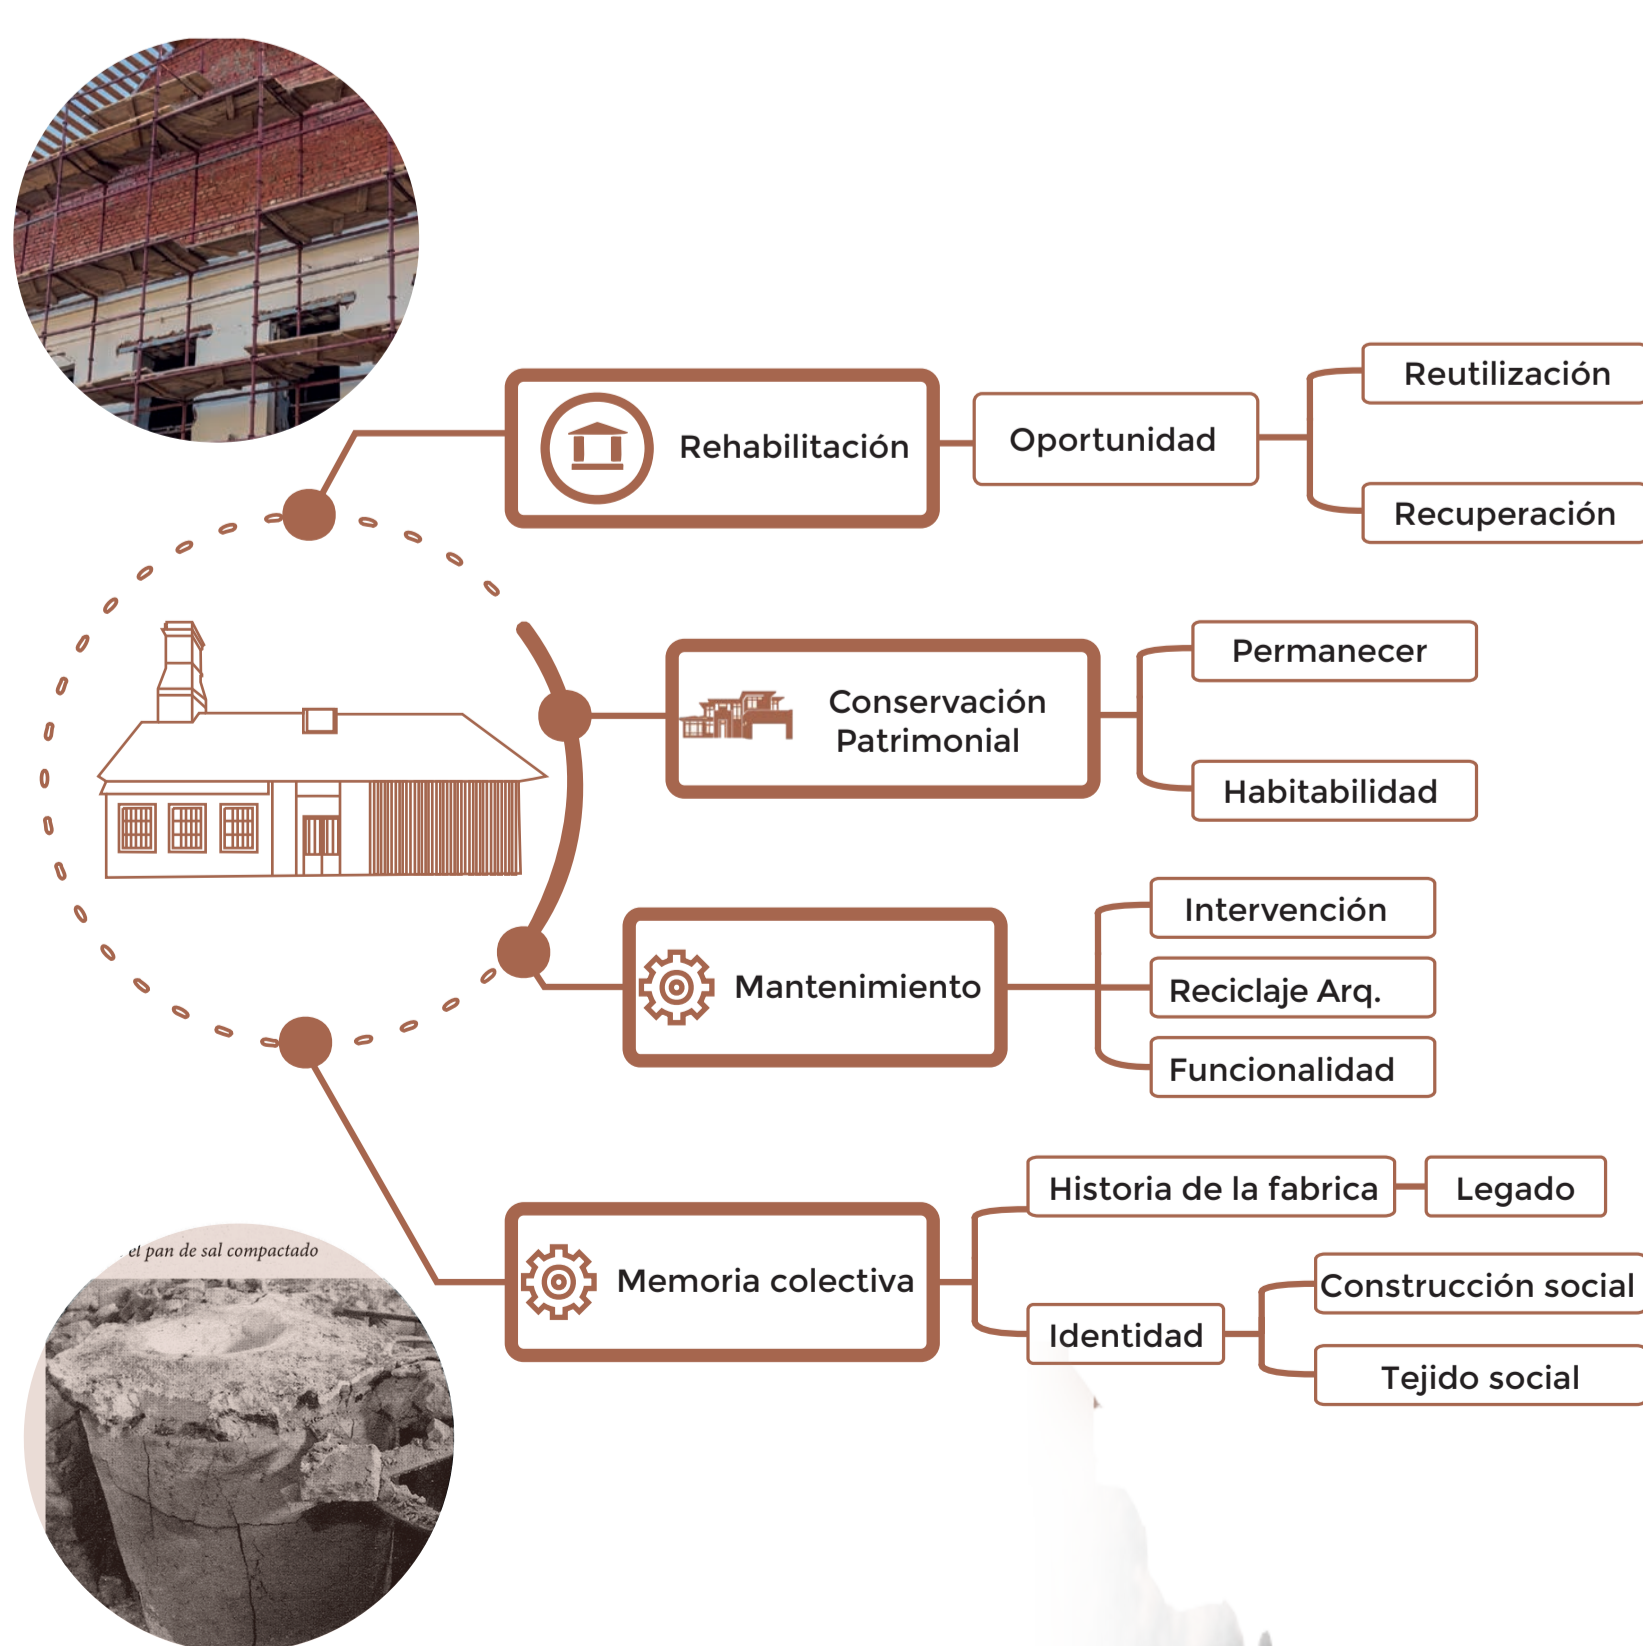 Rehabilitación
Oportunidad
Reutilización
Recuperación
Conservación
Patrimonial
Permanecer
Habitabilidad
Mantenimiento
Intervención
Reciclaje Arq.
Funcionalidad
Memoria colectiva
Historia de la fabrica
Legado
Identidad
Construcción social
Tejido social
el pan de sal compactado